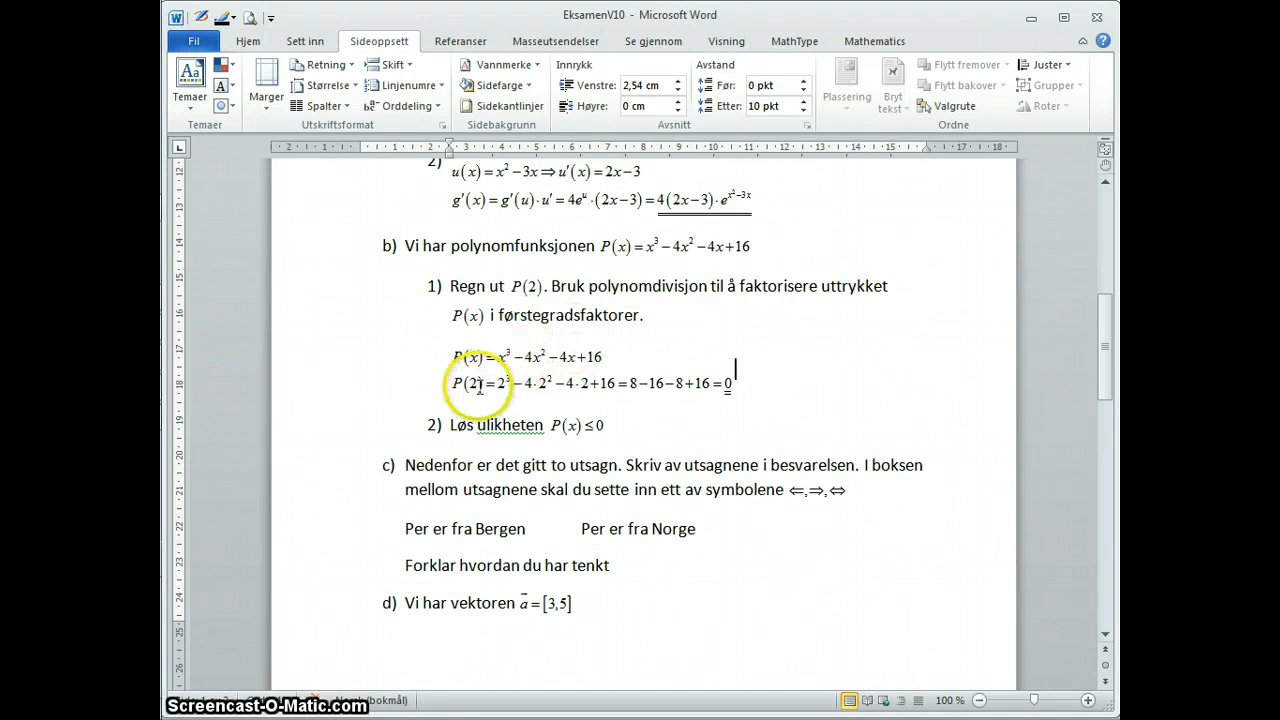 EksamenV10 - Microsoft Word
Fil Hjem Sett inn Sideoppsett Referanser Masseutsendelser Se gjennom Visning MathType Mathematics
Temaer Marger Retning Skift Størrelse Linjenumre Spalter Orddeling Vannmerke Sidefarge Sidekantlinjer Innrykk Venstre: 2,54 cm Høyre: 0 cm Avstand Før: 0 pkt Etter: 10 pkt Plassering Bryt tekst Flytt fremover Flytt bakover Valgrute Juster Grupper Roter
Temaer Utskriftsformat Sidebakgrunn Avsnitt Ordne
2)
u(x) = x² − 3x ⇒ u′(x) = 2x − 3
g′(x) = g′(u) · u′ = 4eᵘ · (2x − 3) = 4(2x − 3) · e^(x²−3x)
b) Vi har polynomfunksjonen P(x) = x³ − 4x² − 4x + 16
1) Regn ut P(2). Bruk polynomdivisjon til å faktorisere uttrykket
P(x) i førstegradsfaktorer.
P(x) = x³ − 4x² − 4x + 16
P(2) = 2³ − 4 · 2² − 4 · 2 + 16 = 8 − 16 − 8 + 16 = 0
2) Løs ulikheten P(x) ≤ 0
c) Nedenfor er det gitt to utsagn. Skriv av utsagnene i besvarelsen. I boksen
mellom utsagnene skal du sette inn ett av symbolene ⇐,⇒,⇔
Per er fra Bergen Per er fra Norge
Forklar hvordan du har tenkt
d) Vi har vektoren a⃗ = [3,5]
100 %
Screencast-O-Matic.com